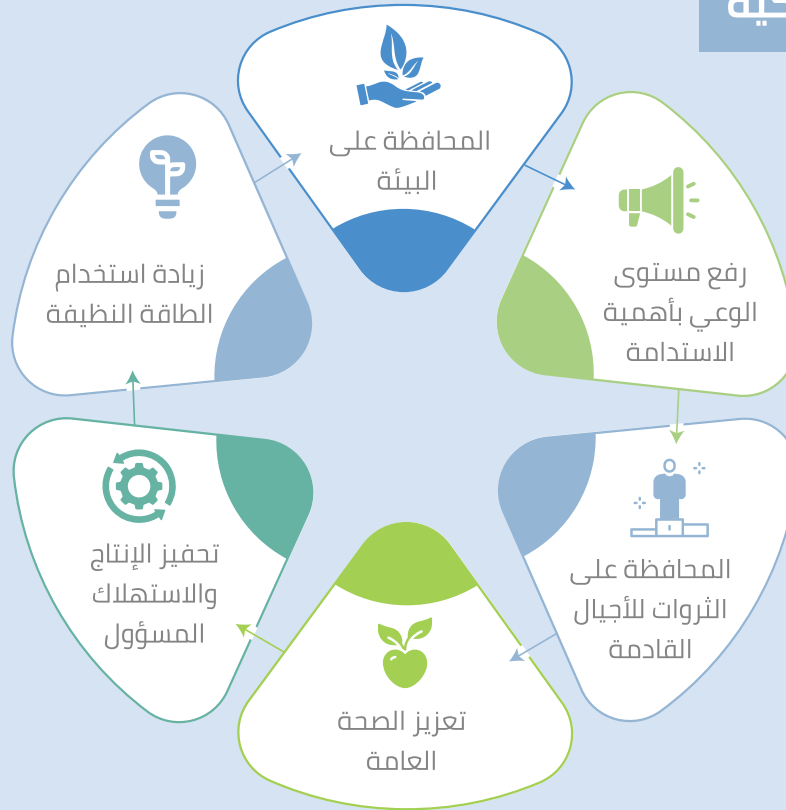 المحافظة على
البيئة
رفع مستوى
الوعي بأهمية
الاستدامة
المحافظة على
الثروات للأجيال
القادمة
تعزيز الصحة
العامة
تحفيز الإنتاج
والاستهلاك
المسؤول
زيادة استخدام
الطاقة النظيفة